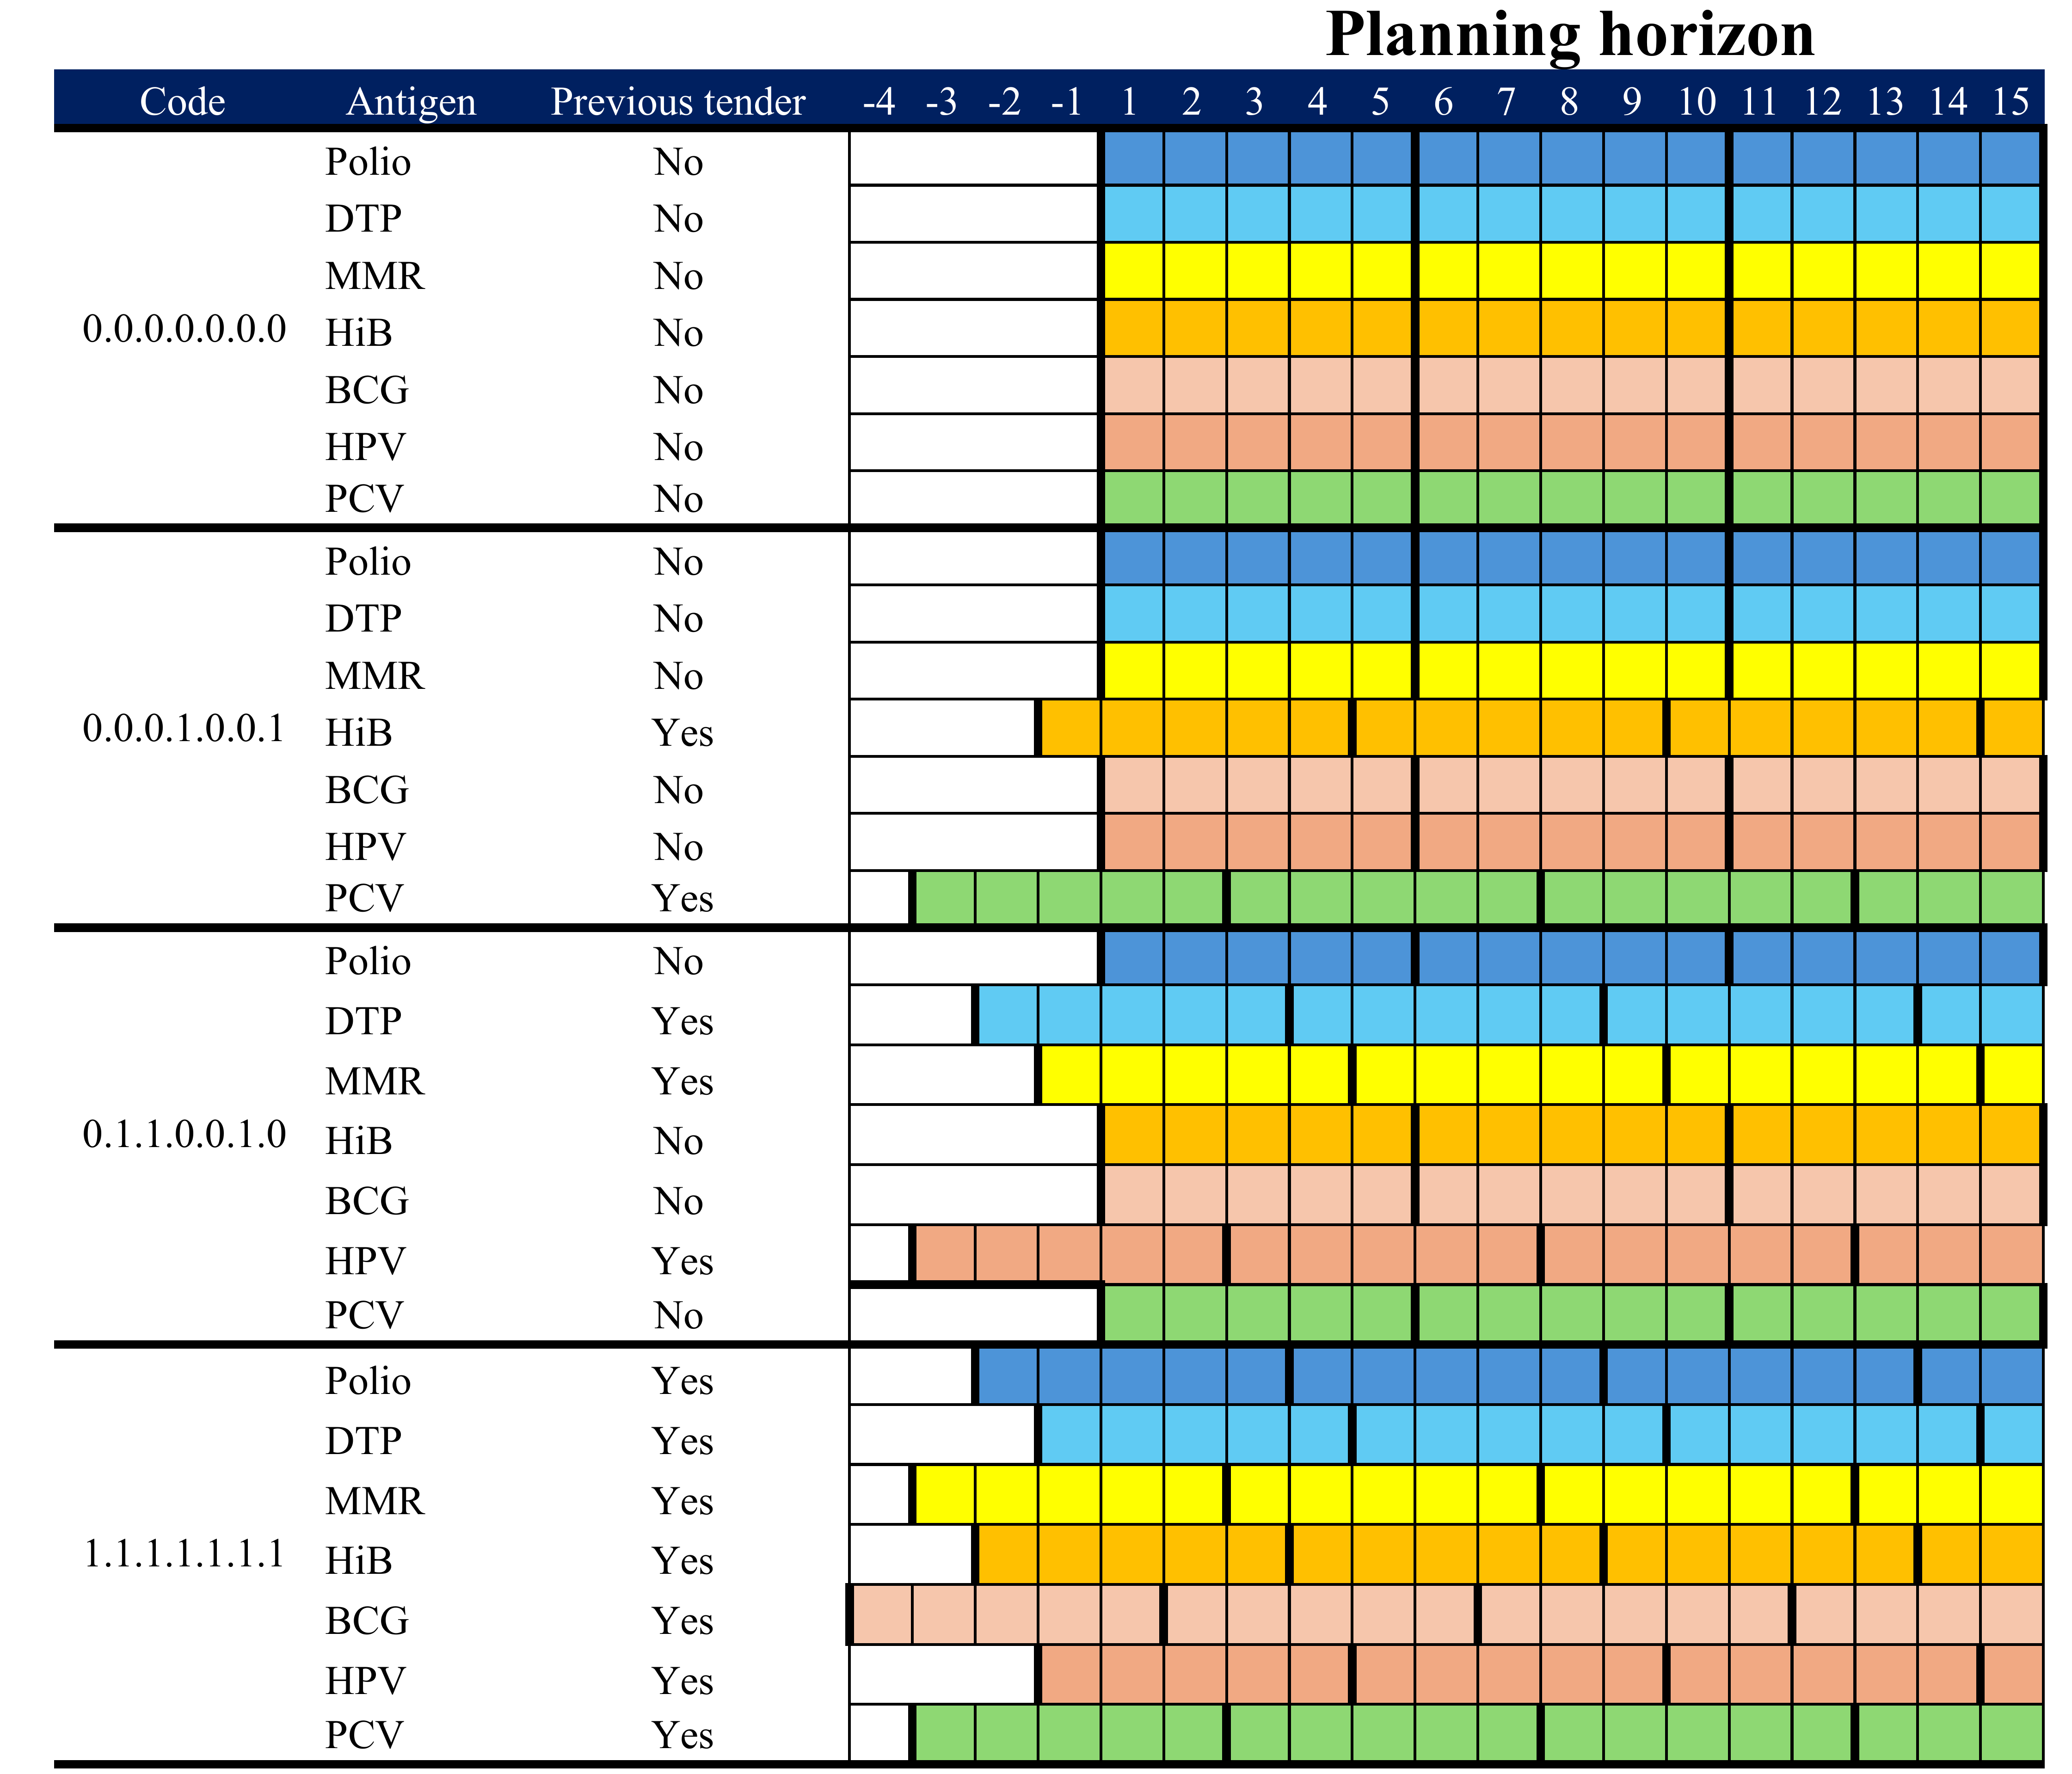 Planning horizon
Code Antigen Previous tender -4 -3 -2 -1 1 2 3 4 5 6 7 8 9 10 11 12 13 14 15
Polio No
DTP No
MMR No
0.0.0.0.0.0.0 HiB No
BCG No
HPV No
PCV No
Polio No
DTP No
MMR No
0.0.0.1.0.0.1 HiB Yes
BCG No
HPV No
PCV Yes
Polio No
DTP Yes
MMR Yes
0.1.1.0.0.1.0 HiB No
BCG No
HPV Yes
PCV No
Polio Yes
DTP Yes
MMR Yes
1.1.1.1.1.1.1 HiB Yes
BCG Yes
HPV Yes
PCV Yes